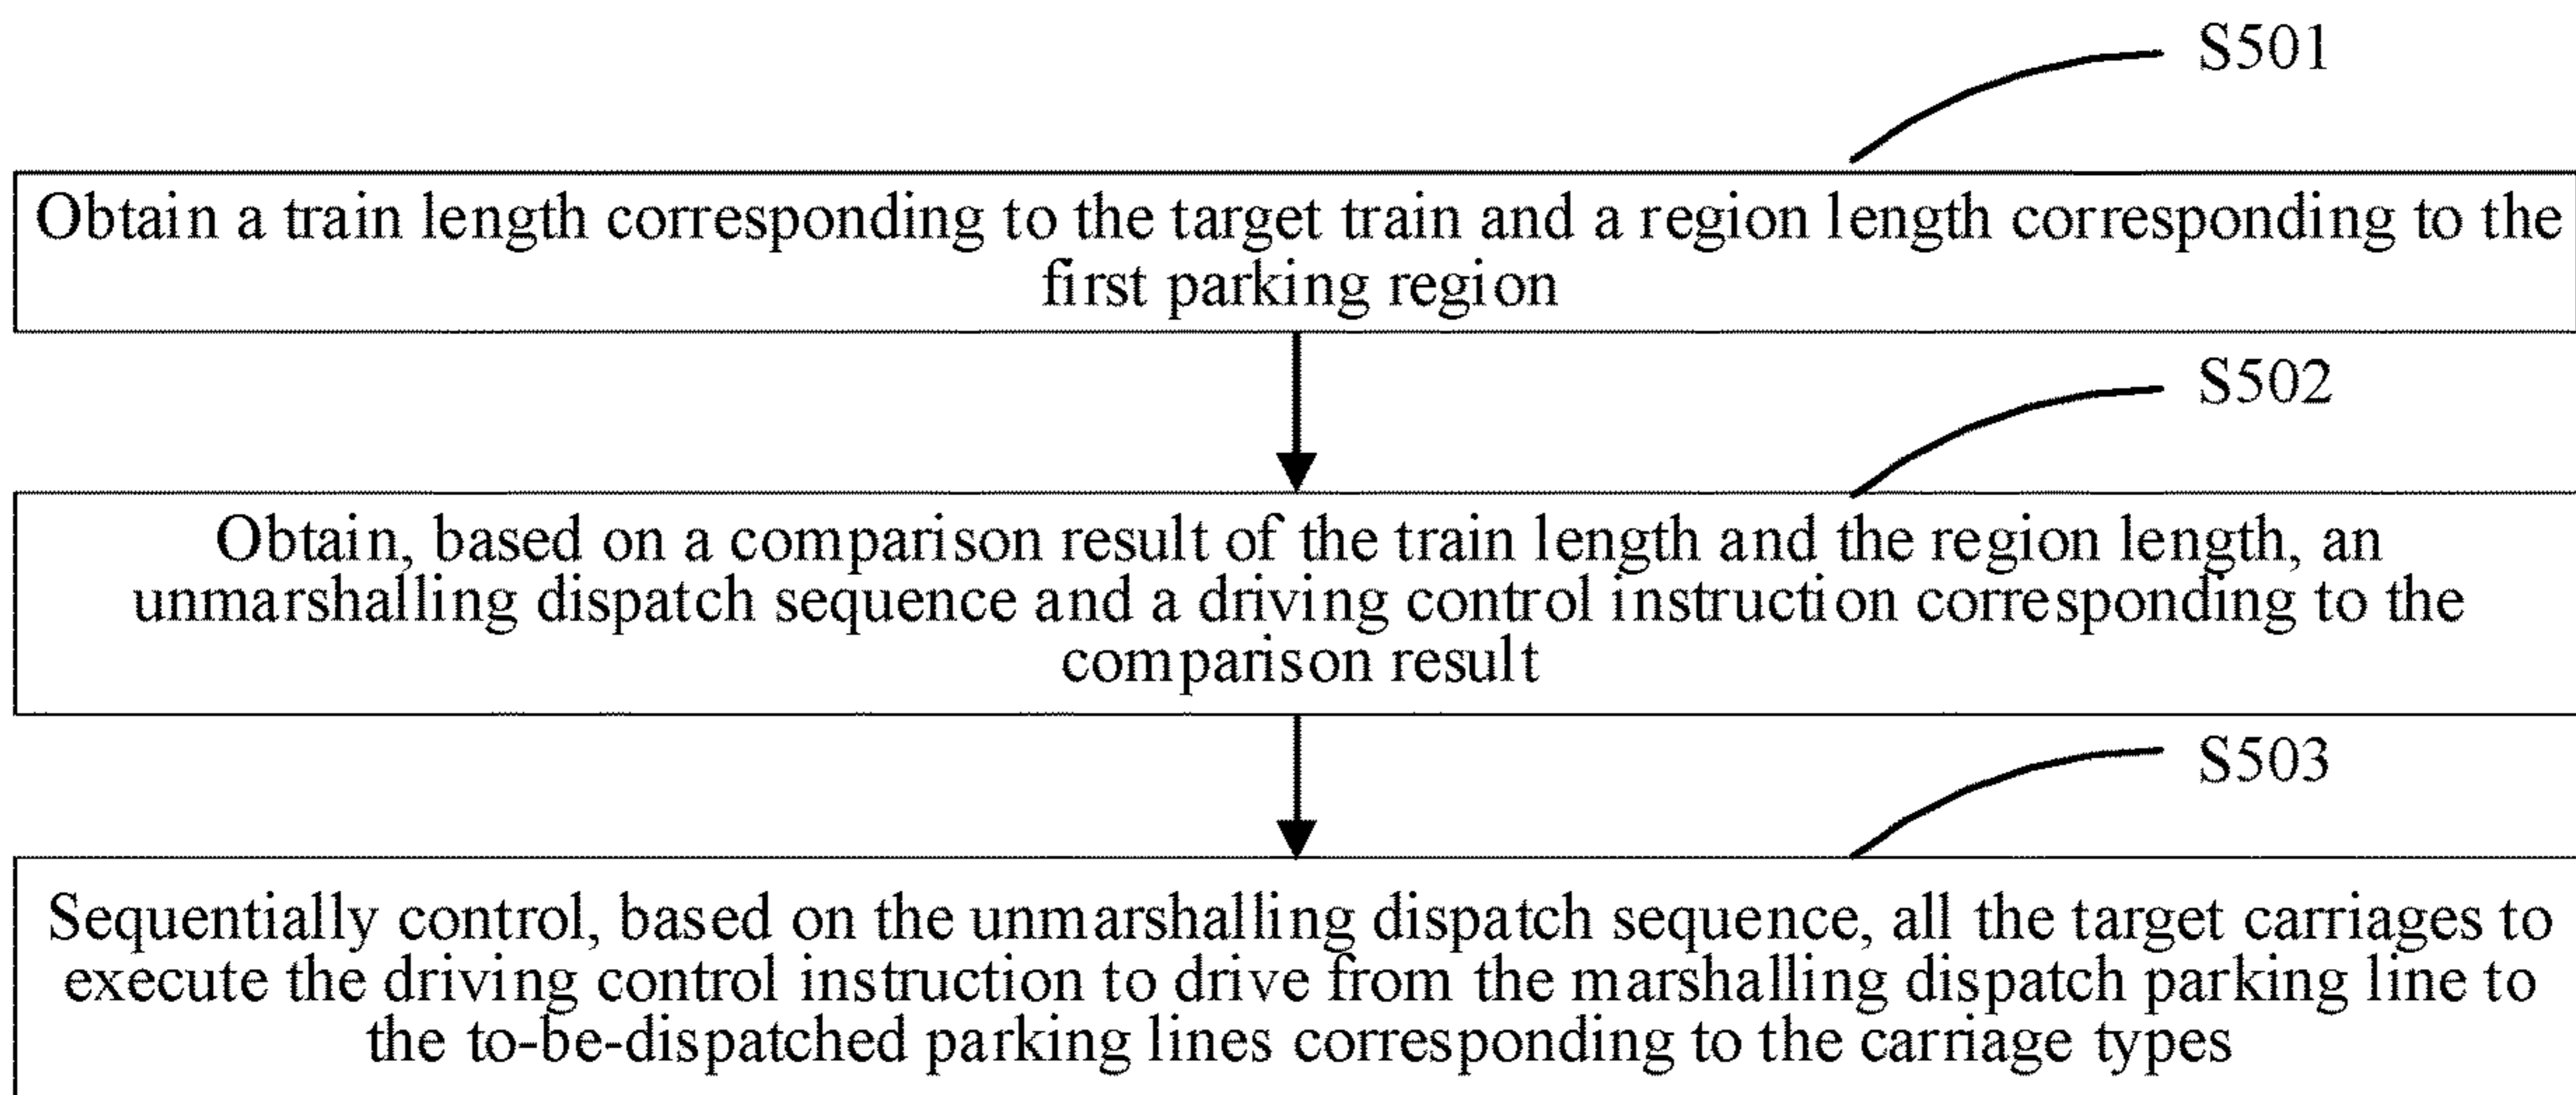 S501
Obtain a train length corresponding to the target train and a region length corresponding to the
first parking region
S502
Obtain, based on a comparison result of the train length and the region length, an
unmarshalling dispatch sequence and a driving control instruction corresponding to the
comparison result
S503
Sequentially control, based on the unmarshalling dispatch sequence, all the target carriages to
execute the driving control instruction to drive from the marshalling dispatch parking line to
the to-be-dispatched parking lines corresponding to the carriage types